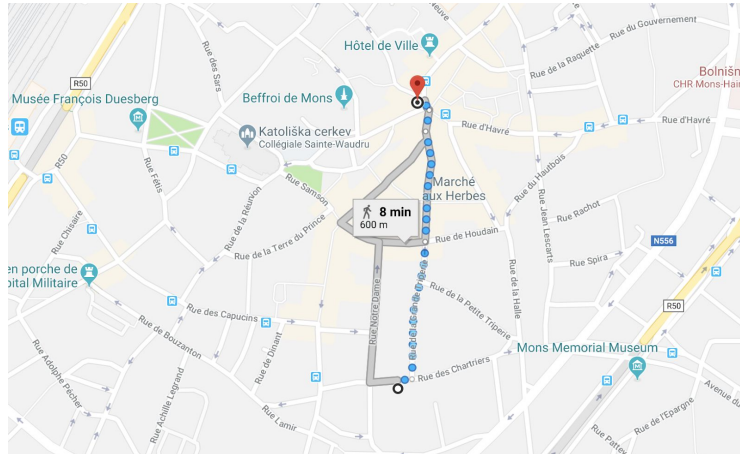 Hôtel de Ville
Rue du Gouvernement
Rue de la Raquette
Bolnišn
CHR Mons-Hain
R50
Rue des Sars
Musée François Duesberg
Beffroi de Mons
Rue d'Havré
Rue d'Havré
Katoliška cerkev
Collégiale Sainte-Waudru
R50
Rue Fétis
Rue Samson
Marché
aux Herbes
Rue du Hautbois
Rue Jean Lescarts
Rue Rachot
8 min
600 m
Rue de la Réunion
Rue de la Terre du Prince
Rue Chisaire
Rue de Houdain
N556
Rue Spira
en porche de
pital Militaire
Rue de la Halle
Rue des Capucins
Rue de la Petite Triperie
R50
Rue de Bouzanton
Rue de Dinant
Rue Notre Dame
Mons Memorial Museum
Rue Adolphe Pécher
Rue Achille Legrand
Rue des Chartriers
Avenue du
Rue Lamir
Rue de l'Epargne
Rue Patte